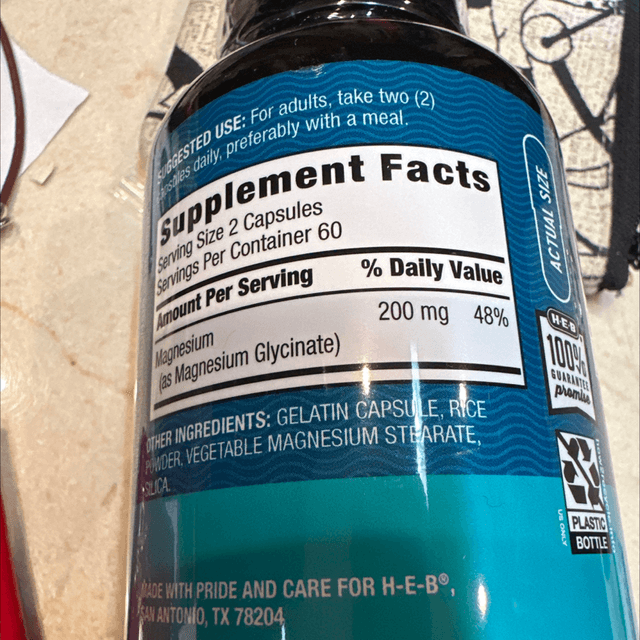 SUGGESTED USE: For adults, take two (2)
capsules daily, preferably with a meal.
Supplement Facts
Serving Size 2 Capsules
Servings Per Container 60
Amount Per Serving % Daily Value
Magnesium 200 mg 48%
(as Magnesium Glycinate)
OTHER INGREDIENTS: GELATIN CAPSULE, RICE
POWDER, VEGETABLE MAGNESIUM STEARATE,
SILICA.
MADE WITH PRIDE AND CARE FOR H-E-B®,
SAN ANTONIO, TX 78204
ACTUAL SIZE
H-E-B
100%
GUARANTEE
promise
PLASTIC
BOTTLE
US ONLY